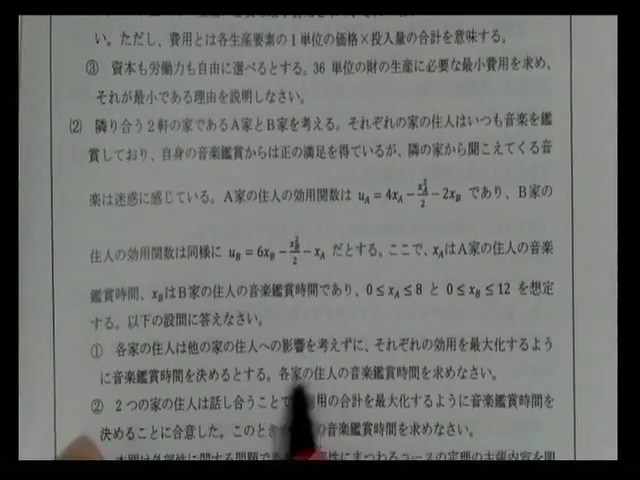 い。ただし、費用とは各生産要素の1単位の価格×投入量の合計を意味する。
③ 資本も労働力も自由に選べるとする。36 単位の財の生産に必要な最小費用を求め、
それが最小である理由を説明しなさい。
(2) 隣り合う2軒の家であるA家とB家を考える。それぞれの家の住人はいつも音楽を鑑
賞しており、自身の音楽鑑賞からは正の満足を得ているが、隣の家から聞こえてくる音
楽は迷惑に感じている。A家の住人の効用関数は u_A = 4x_A − x_A^2/2 − 2x_B であり、B家の
住人の効用関数は同様に u_B = 6x_B − x_B^2/2 − x_A だとする。ここで、x_AはA家の住人の音楽
鑑賞時間、x_BはB家の住人の音楽鑑賞時間であり、0 ≤ x_A ≤ 8 と 0 ≤ x_B ≤ 12 を想定
する。以下の設問に答えなさい。
① 各家の住人は他の家の住人への影響を考えずに、それぞれの効用を最大化するよう
に音楽鑑賞時間を決めるとする。各家の住人の音楽鑑賞時間を求めなさい。
② 2つの家の住人は話し合うことで 用の合計を最大化するように音楽鑑賞時間を
決めることに合意した。このとき の音楽鑑賞時間を求めなさい。